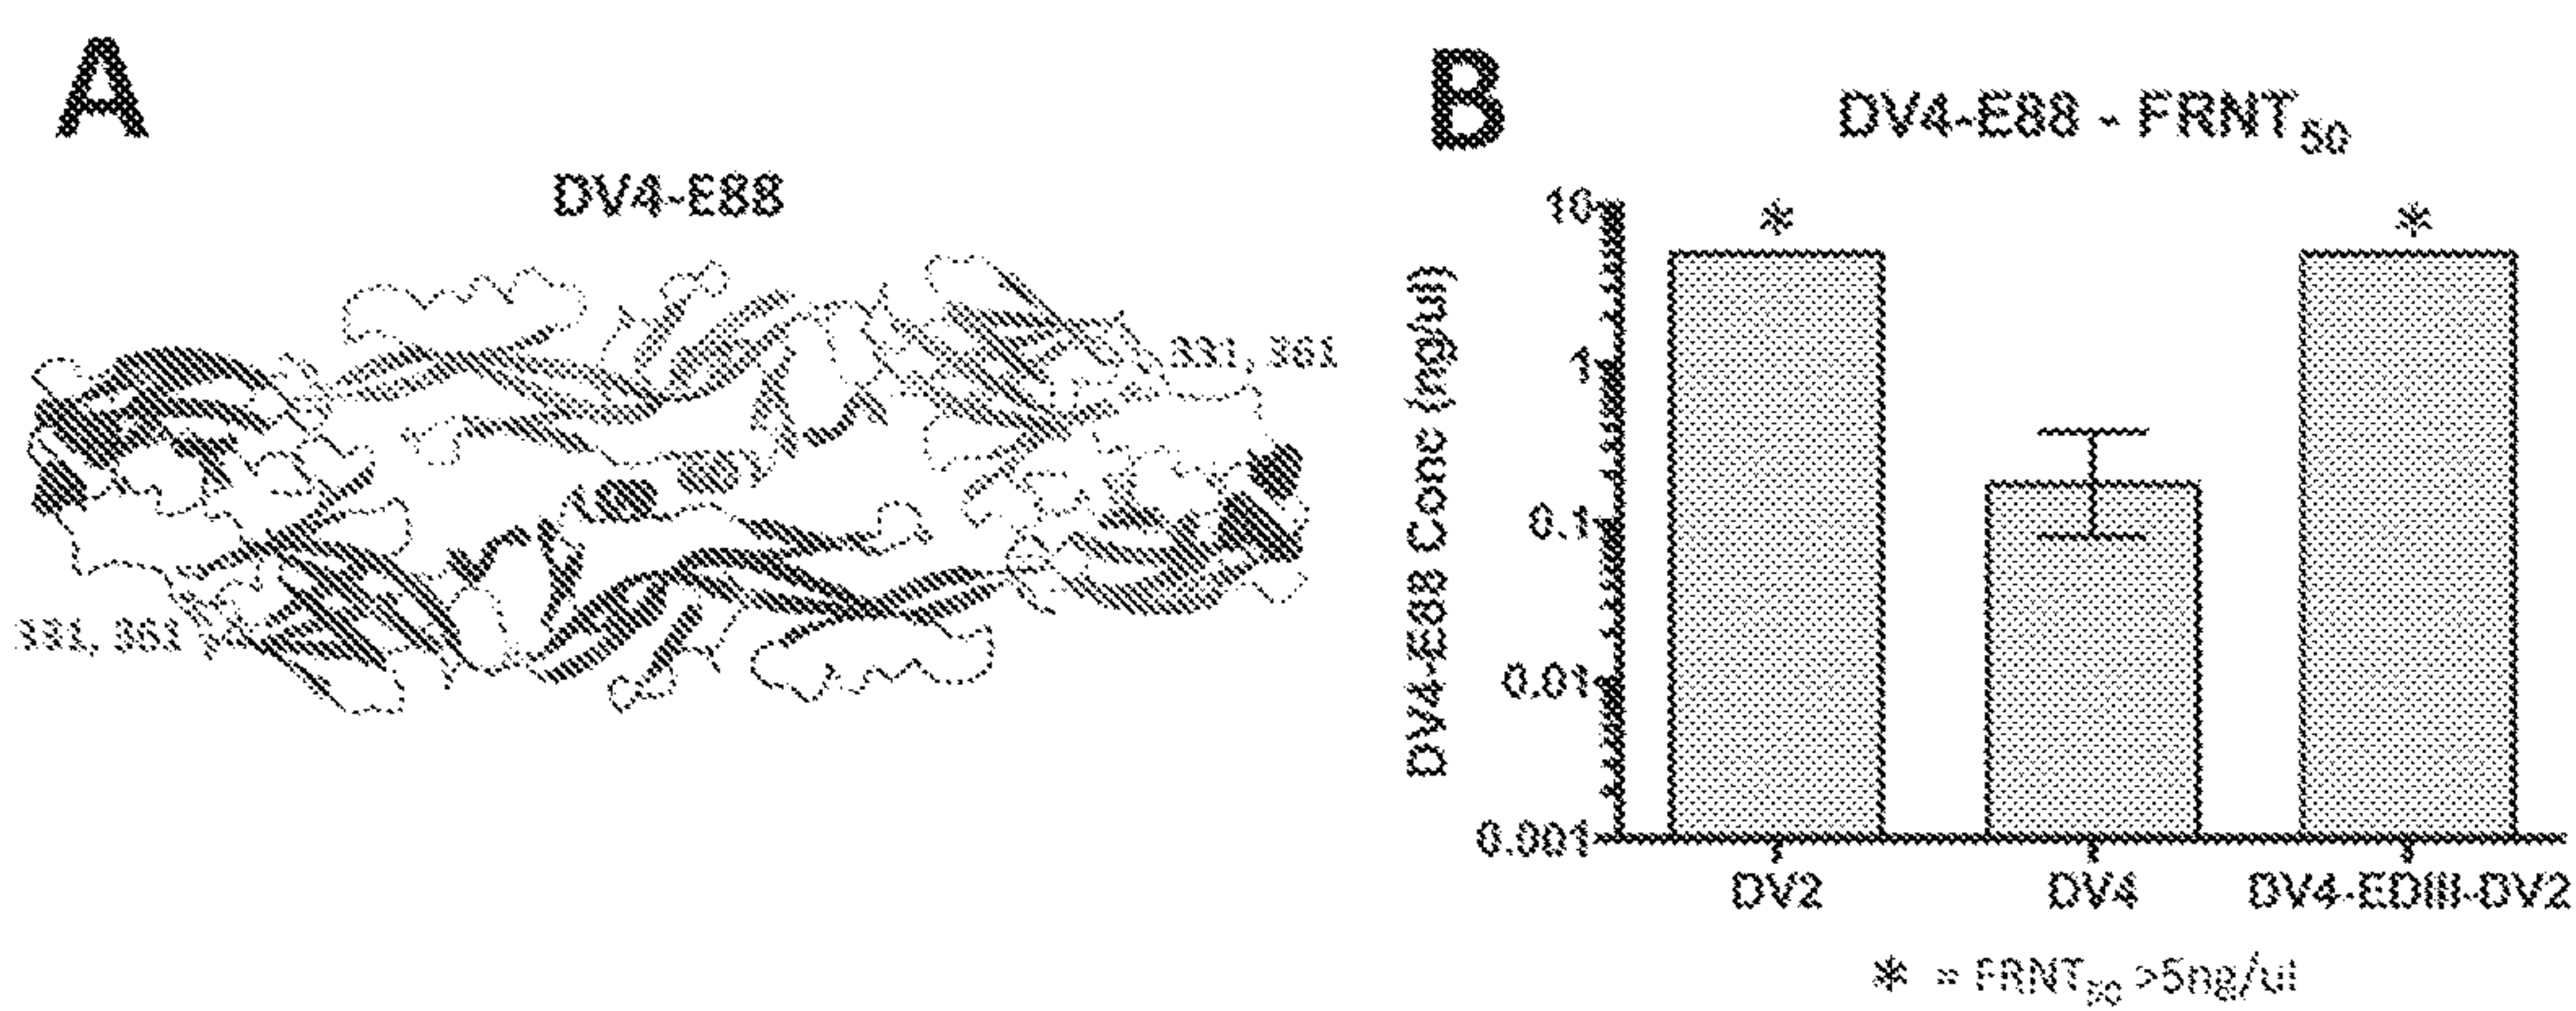 A
DV4-E88
331, 361
331, 361
B
DV4-E88 - FRNT50
DV4-E88 Conc (ng/ul)
10
1
0.1
0.01
0.001
*
*
DV2
DV4
DV4-EDIII-DV2
* = FRNT50 >5ng/ul